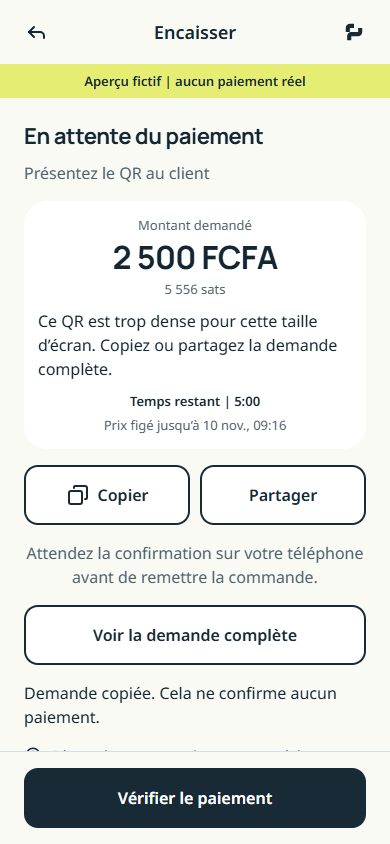 Encaisser
Aperçu fictif | aucun paiement réel
En attente du paiement
Présentez le QR au client
Montant demandé
2 500 FCFA
5 556 sats
Ce QR est trop dense pour cette taille
d’écran. Copiez ou partagez la demande
complète.
Temps restant | 5:00
Prix figé jusqu’à 10 nov., 09:16
Copier
Partager
Attendez la confirmation sur votre téléphone
avant de remettre la commande.
Voir la demande complète
Demande copiée. Cela ne confirme aucun
paiement.
Vérifier le paiement